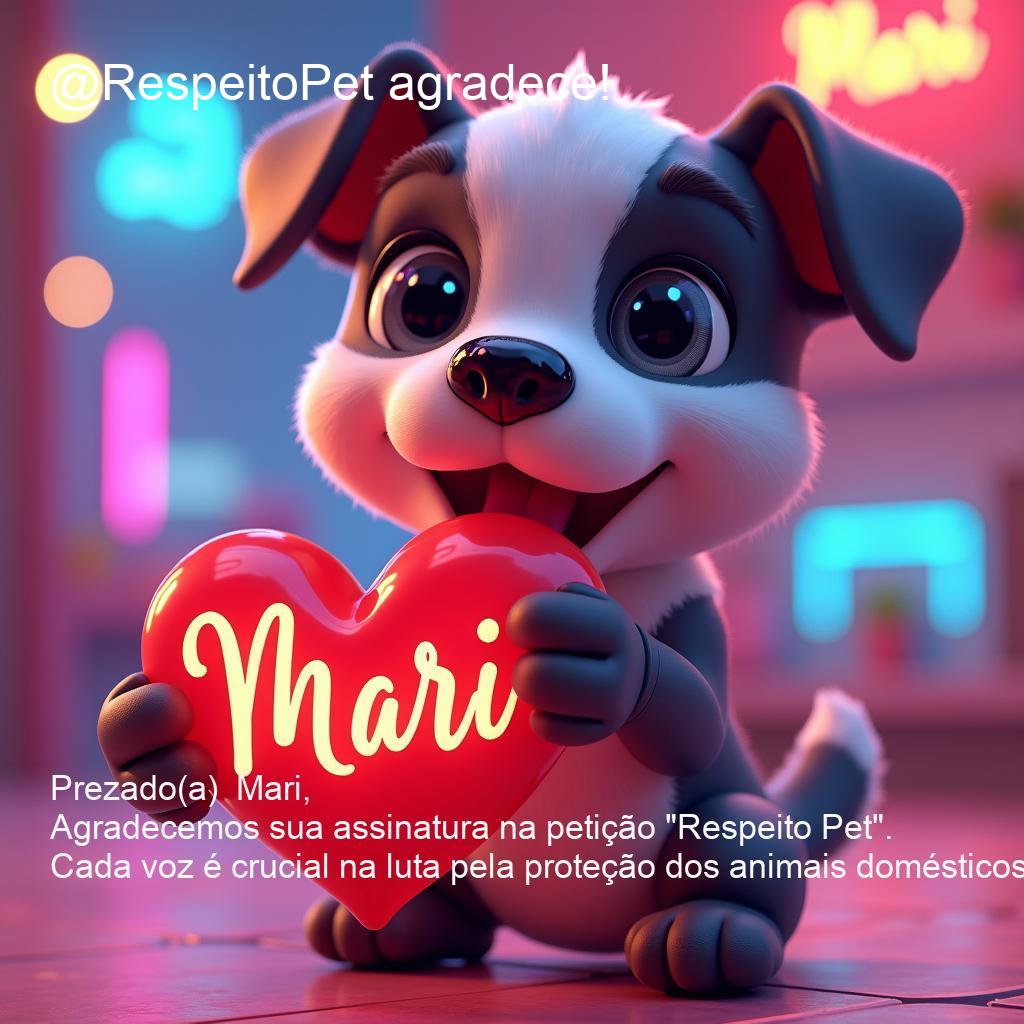 @RespeitoPet agradece!
Mari
Mari
Prezado(a)  Mari,
Agradecemos sua assinatura na petição "Respeito Pet".
Cada voz é crucial na luta pela proteção dos animais domésticos